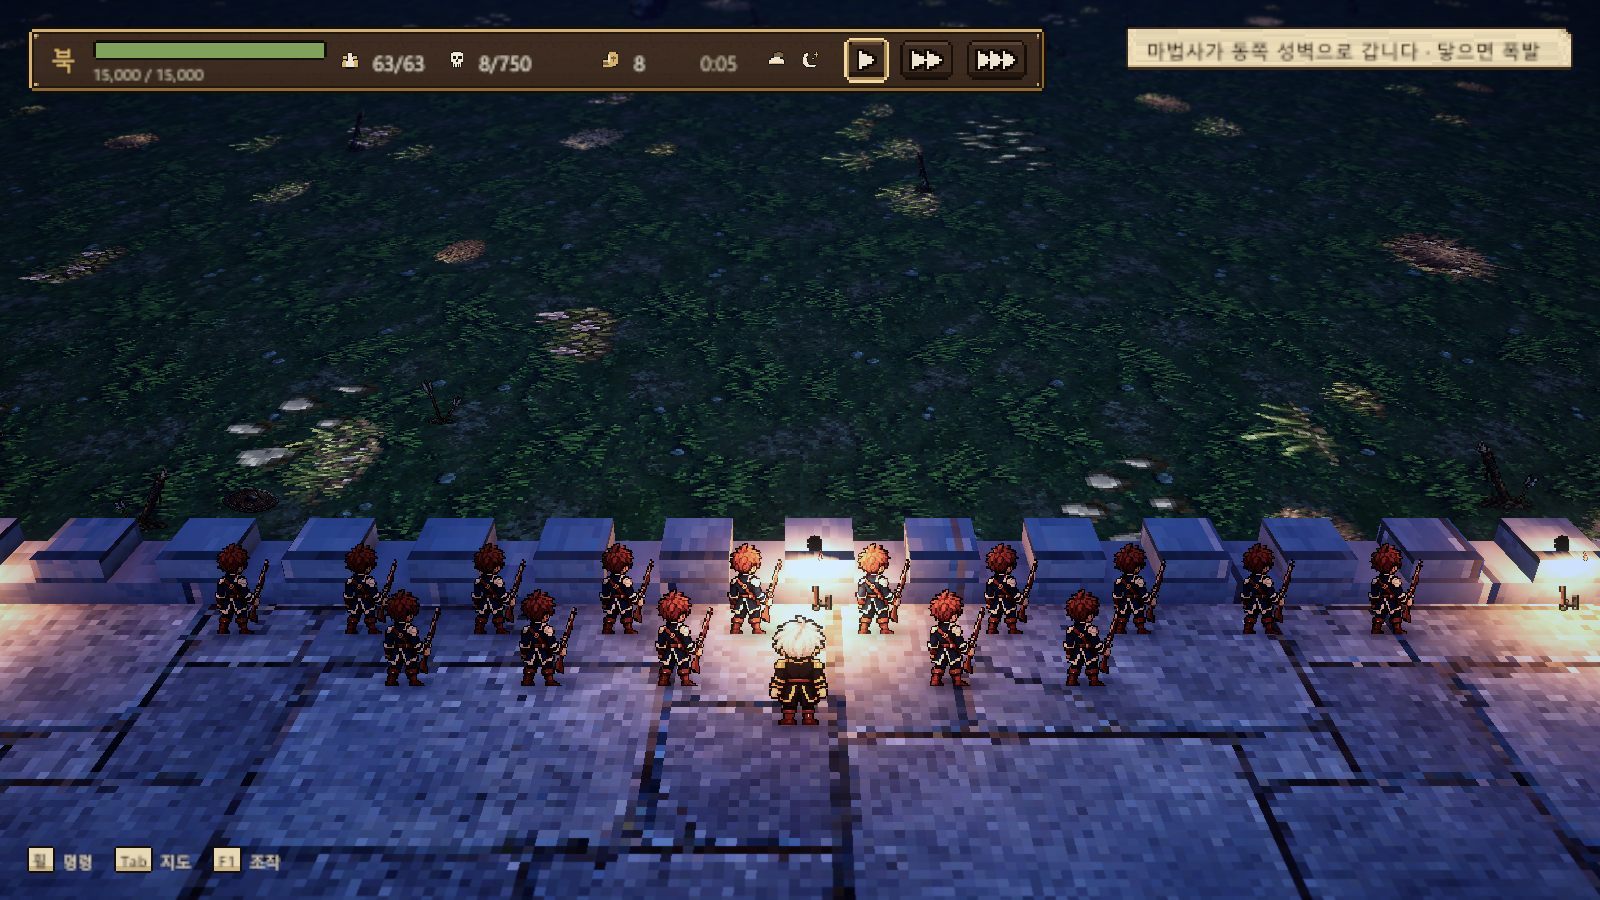 북
15,000 / 15,000
63/63
8/750
8
0:05
마법사가 동쪽 성벽으로 갑니다 · 닿으면 폭발
휠 명령
Tab 지도
F1 조작